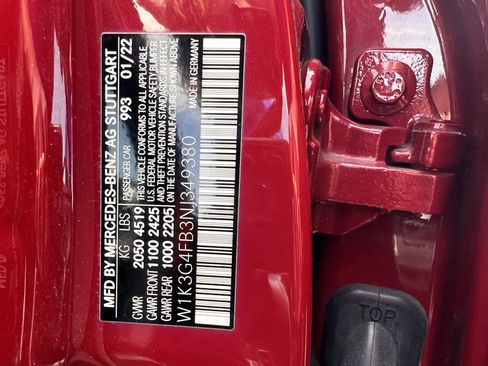 MFD BY MERCEDES-BENZ AG STUTTGART
PASSENGER CAR 993 01/22
KG LBS
GVWR 2050 4519
GAWR FRONT 1100 2425
GAWR REAR 1000 2205
THIS VEHICLE CONFORMS TO ALL APPLICABLE
U.S. FEDERAL MOTOR VEHICLE SAFETY, BUMPER
AND THEFT PREVENTION STANDARDS IN EFFECT
ON THE DATE OF MANUFACTURE SHOWN ABOVE
W1K3G4FB3NJ349380
MADE IN GERMANY
TOP